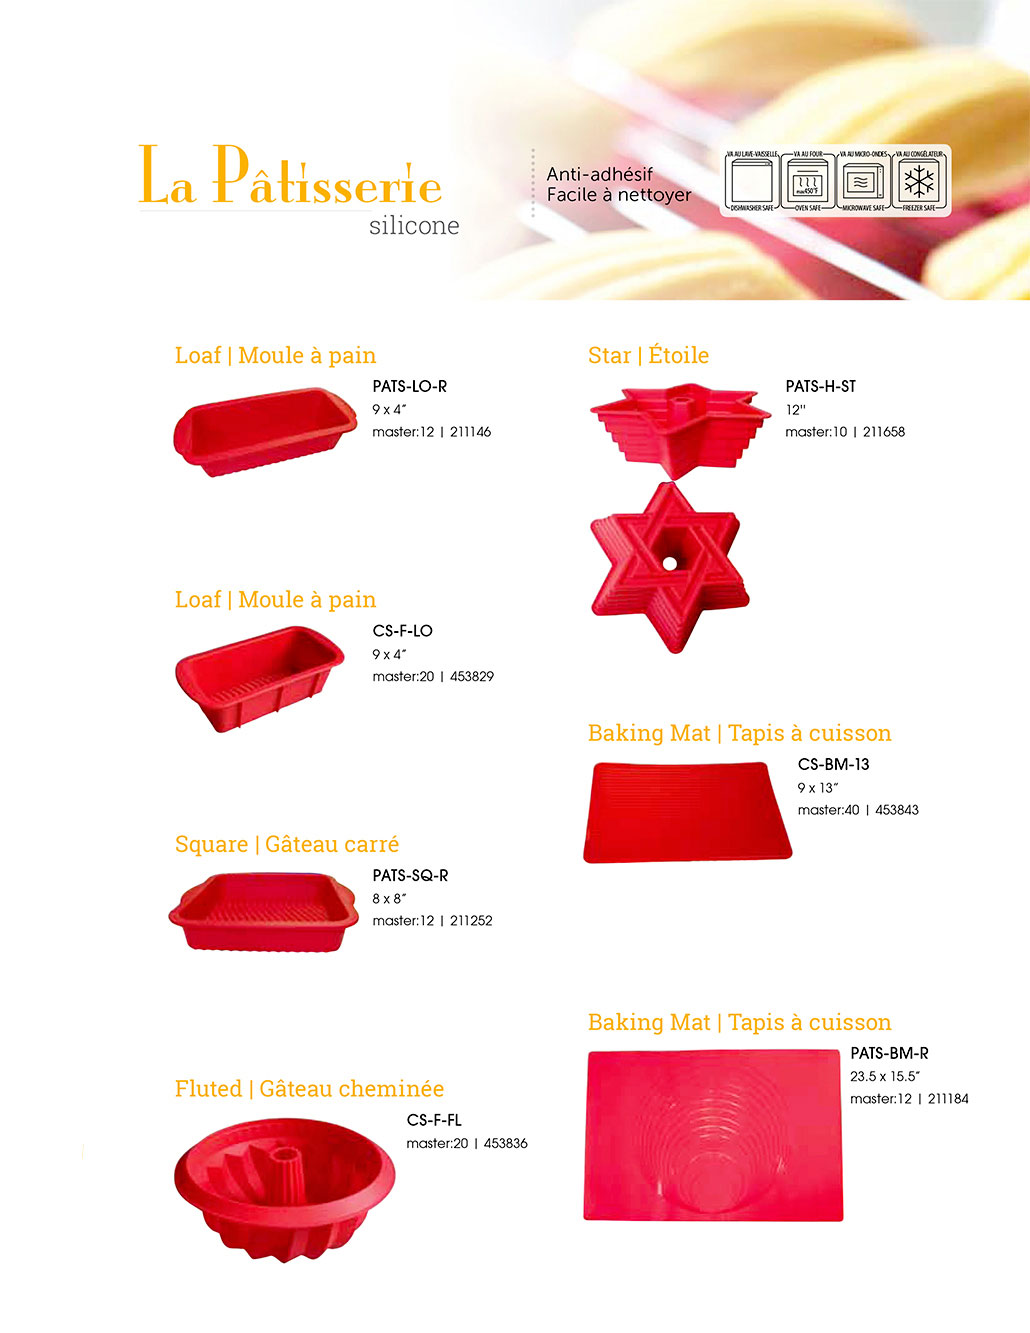 La Pâtisserie
silicone
Anti-adhésif
Facile à nettoyer
VA AU LAVE-VAISSELLE
DISHWASHER SAFE
VA AU FOUR
max450°F
OVEN SAFE
VA AU MICRO-ONDES
MICROWAVE SAFE
VA AU CONGÉLATEUR
FREEZER SAFE
Loaf | Moule à pain
PATS-LO-R
9 x 4”
master:12 | 211146
Loaf | Moule à pain
CS-F-LO
9 x 4”
master:20 | 453829
Square | Gâteau carré
PATS-SQ-R
8 x 8”
master:12 | 211252
Fluted | Gâteau cheminée
CS-F-FL
master:20 | 453836
Star | Étoile
PATS-H-ST
12"
master:10 | 211658
Baking Mat | Tapis à cuisson
CS-BM-13
9 x 13”
master:40 | 453843
Baking Mat | Tapis à cuisson
PATS-BM-R
23.5 x 15.5”
master:12 | 211184